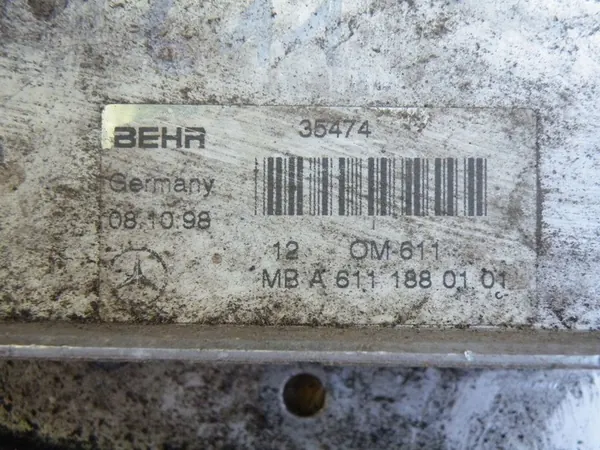 BEHR 35474
Germany
08.10.98
12 OM-611
MB A 611 188 01 01